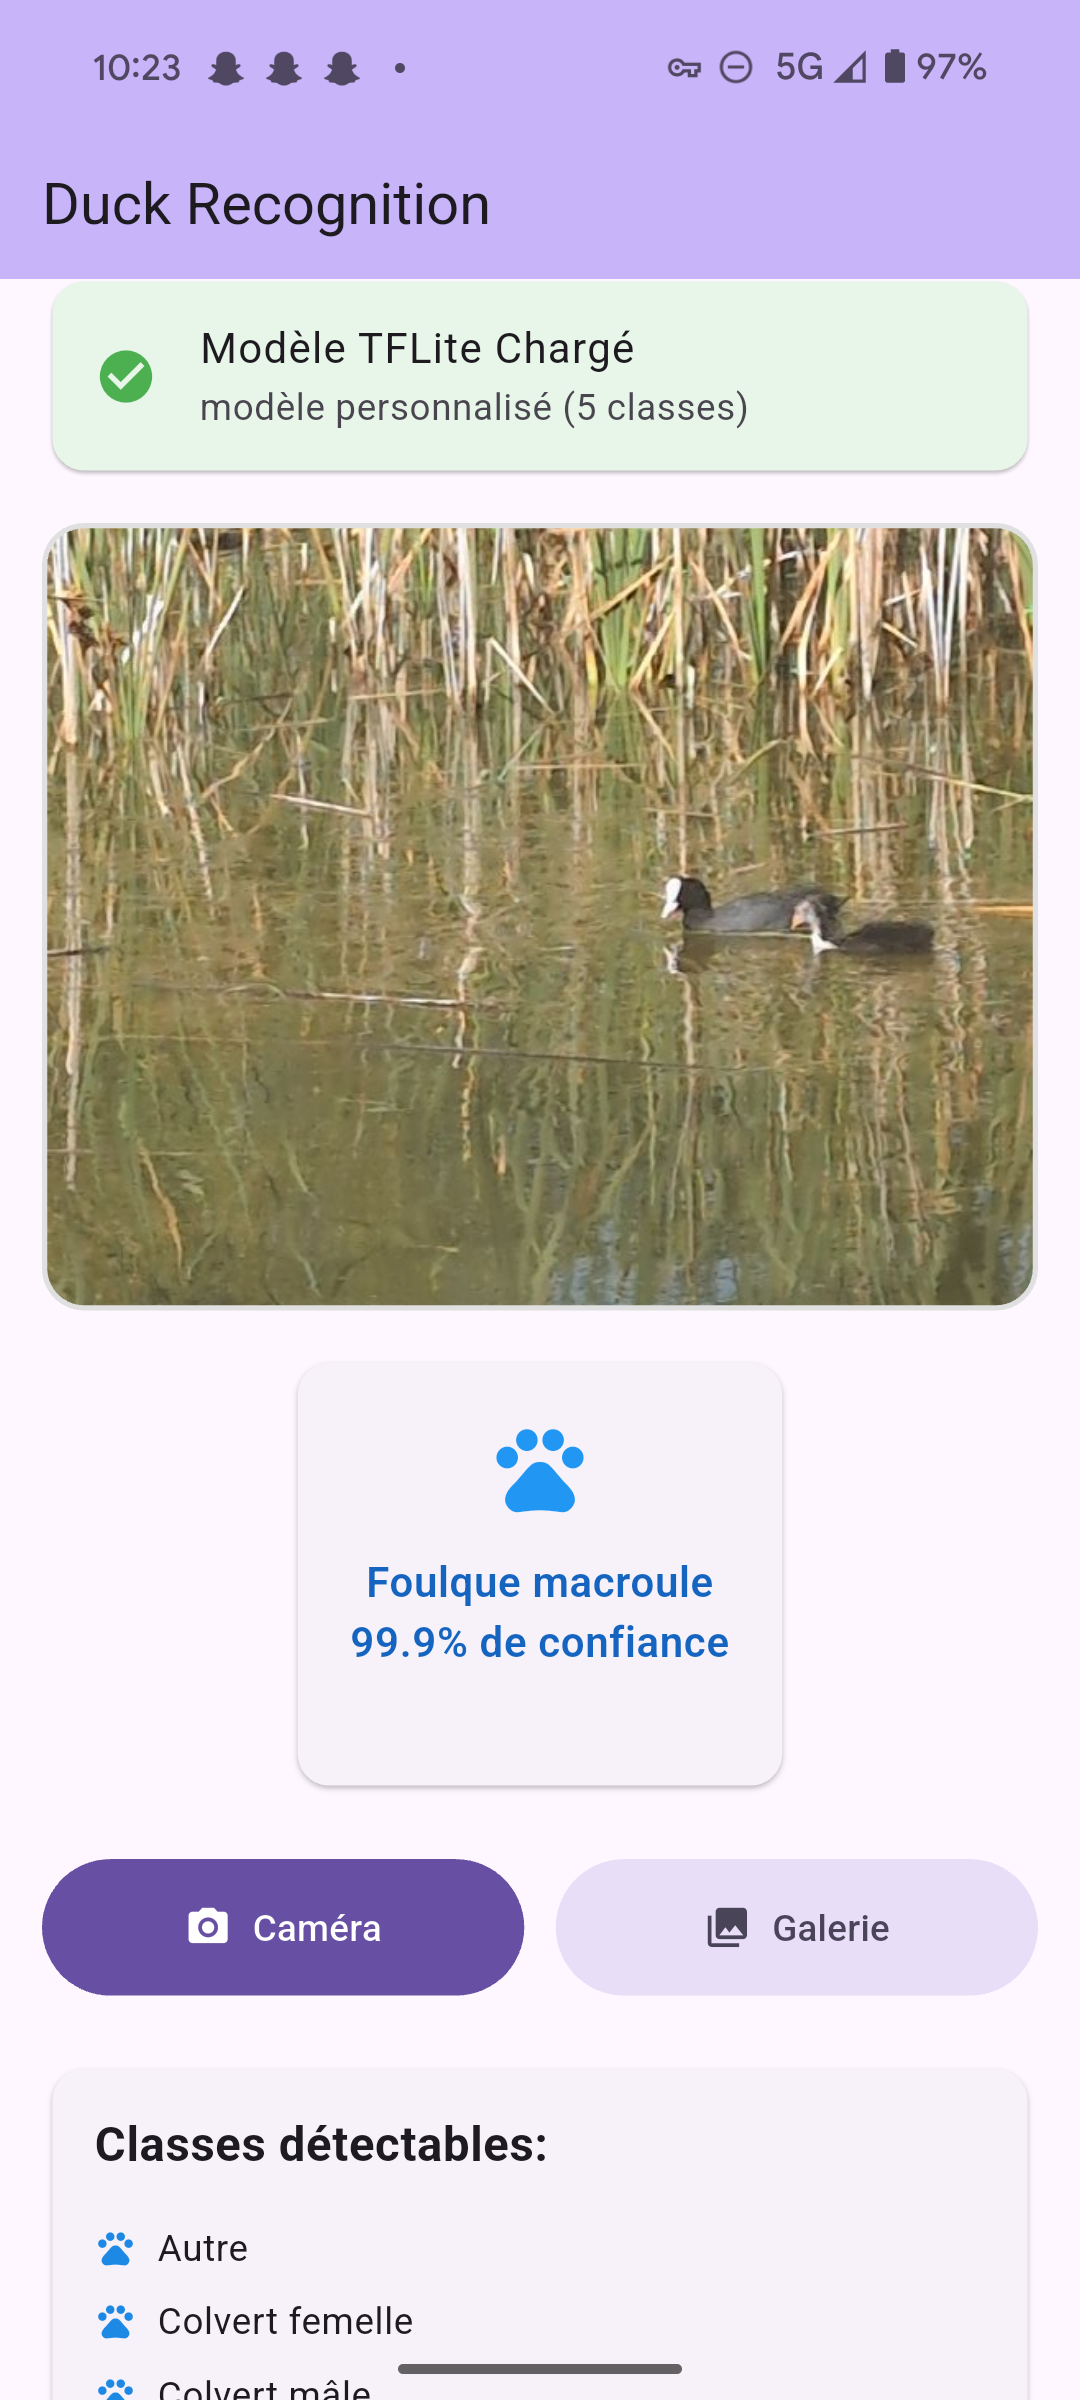 10:23
5G
97%
Duck Recognition
Modèle TFLite Chargé
modèle personnalisé (5 classes)
Foulque macroule
99.9% de confiance
Caméra
Galerie
Classes détectables:
Autre
Colvert femelle
Colvert mâle